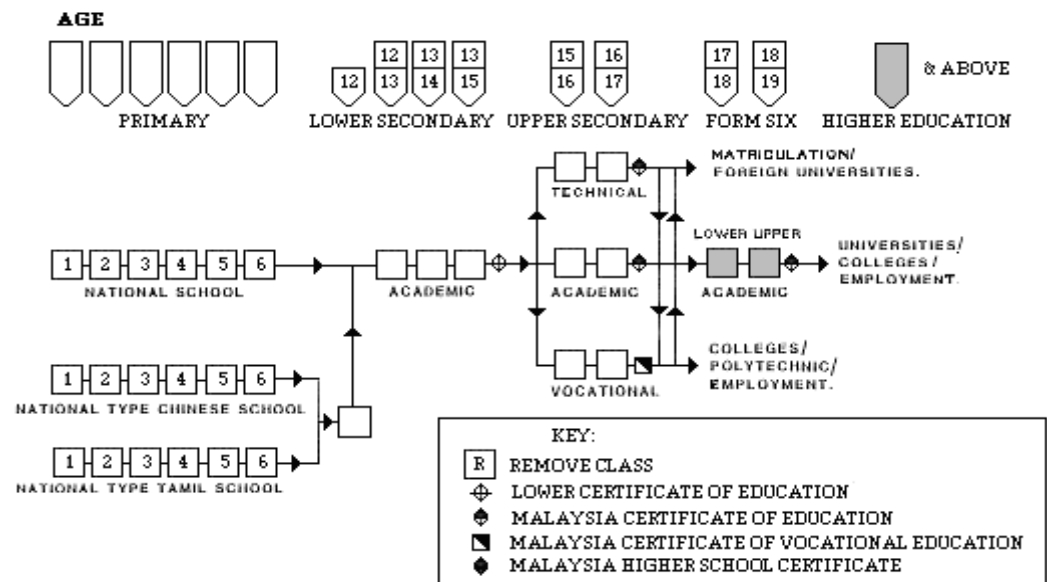 AGE
12 13 13 15 16 17 18
12 13 14 15 16 17 18 19
& ABOVE
PRIMARY LOWER SECONDARY UPPER SECONDARY FORM SIX HIGHER EDUCATION
MATRICULATION/
FOREIGN UNIVERSITIES.
TECHNICAL
LOWER UPPER
1 2 3 4 5 6
NATIONAL SCHOOL
ACADEMIC
ACADEMIC
ACADEMIC
UNIVERSITIES/
COLLEGES/
EMPLOYMENT.
1 2 3 4 5 6
NATIONAL TYPE CHINESE SCHOOL
VOCATIONAL
COLLEGES/
POLYTECHNIC/
EMPLOYMENT.
1 2 3 4 5 6
NATIONAL TYPE TAMIL SCHOOL
KEY:
R REMOVE CLASS
LOWER CERTIFICATE OF EDUCATION
MALAYSIA CERTIFICATE OF EDUCATION
MALAYSIA CERTIFICATE OF VOCATIONAL EDUCATION
MALAYSIA HIGHER SCHOOL CERTIFICATE